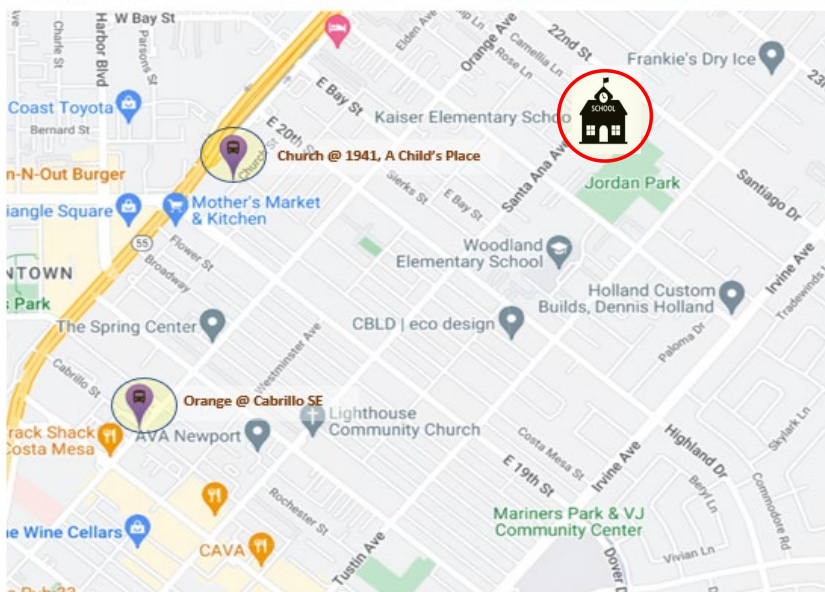 W Bay St
Ave
Charle St
Harbor Blvd
Parsons St
Elden Ave
Orange Ave
Rose Ln
Camellia Ln
22nd St
Frankie's Dry Ice
23r
Coast Toyota
Bernard St
E Bay St
Kaiser Elementary Schoo
SCHOOL
E 20th St
Church St
Church @ 1941, A Child's Place
n-N-Out Burger
Santa Ana Ave
Jordan Park
Santiago Dr
iangle Square
Mother's Market
& Kitchen
Sierks St
E Bay St
55
Flower St
Broadway
Woodland
Elementary School
Irvine Ave
NTOWN
s Park
Holland Custom
Builds, Dennis Holland
Tradewinds L
The Spring Center
CBLD | eco design
Paloma Dr
Westminster Ave
Cabrillo St
Orange @ Cabrillo SE
Lighthouse
Community Church
rack Shack
Costa Mesa
AVA Newport
Costa Mesa St
E 19th St
Irvine Ave
Highland Dr
Skylark Ln
Beryl Ln
Commodore Rd
Rochester St
Mariners Park & VJ
Community Center
ne Wine Cellars
CAVA
Tustin Ave
Vivian Ln
Dover D